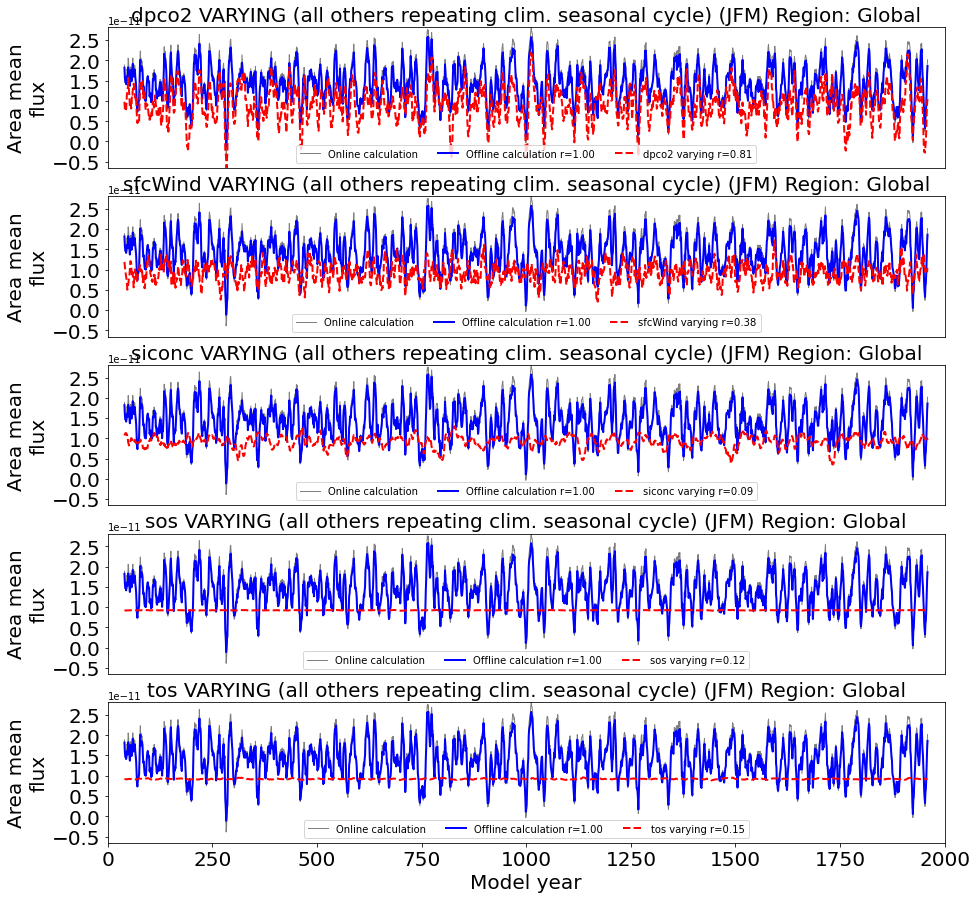 dpco2 VARYING (all others repeating clim. seasonal cycle) (JFM) Region: Global
1e−11
Area mean
flux
2.5
2.0
1.5
1.0
0.5
0.0
−0.5
Online calculation
Offline calculation r=1.00
dpco2 varying r=0.81
sfcWind VARYING (all others repeating clim. seasonal cycle) (JFM) Region: Global
1e−11
Area mean
flux
2.5
2.0
1.5
1.0
0.5
0.0
−0.5
Online calculation
Offline calculation r=1.00
sfcWind varying r=0.38
siconc VARYING (all others repeating clim. seasonal cycle) (JFM) Region: Global
1e−11
Area mean
flux
2.5
2.0
1.5
1.0
0.5
0.0
−0.5
Online calculation
Offline calculation r=1.00
siconc varying r=0.09
sos VARYING (all others repeating clim. seasonal cycle) (JFM) Region: Global
1e−11
Area mean
flux
2.5
2.0
1.5
1.0
0.5
0.0
−0.5
Online calculation
Offline calculation r=1.00
sos varying r=0.12
tos VARYING (all others repeating clim. seasonal cycle) (JFM) Region: Global
1e−11
Area mean
flux
2.5
2.0
1.5
1.0
0.5
0.0
−0.5
Online calculation
Offline calculation r=1.00
tos varying r=0.15
0 250 500 750 1000 1250 1500 1750 2000
Model year